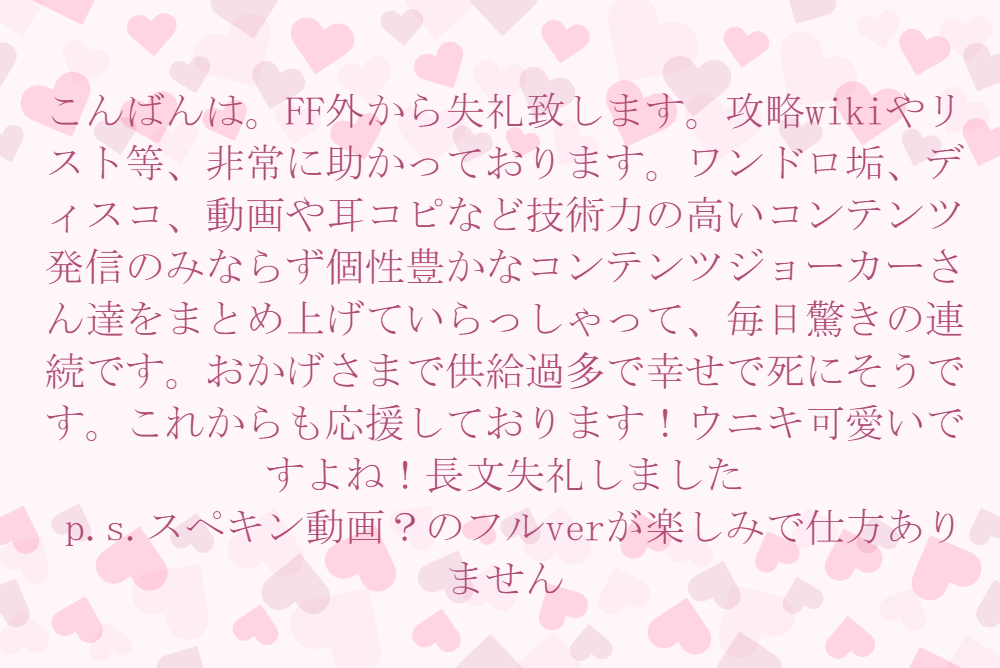 こんばんは。FF外から失礼致します。攻略wikiやリ
スト等、非常に助かっております。ワンドロ垢、デ
ィスコ、動画や耳コピなど技術力の高いコンテンツ
発信のみならず個性豊かなコンテンツジョーカーさ
ん達をまとめ上げていらっしゃって、毎日驚きの連
続です。おかげさまで供給過多で幸せで死にそうで
す。これからも応援しております！ウニキ可愛いで
すよね！長文失礼しました
p.s.スペキン動画？のフルverが楽しみで仕方あり
ません